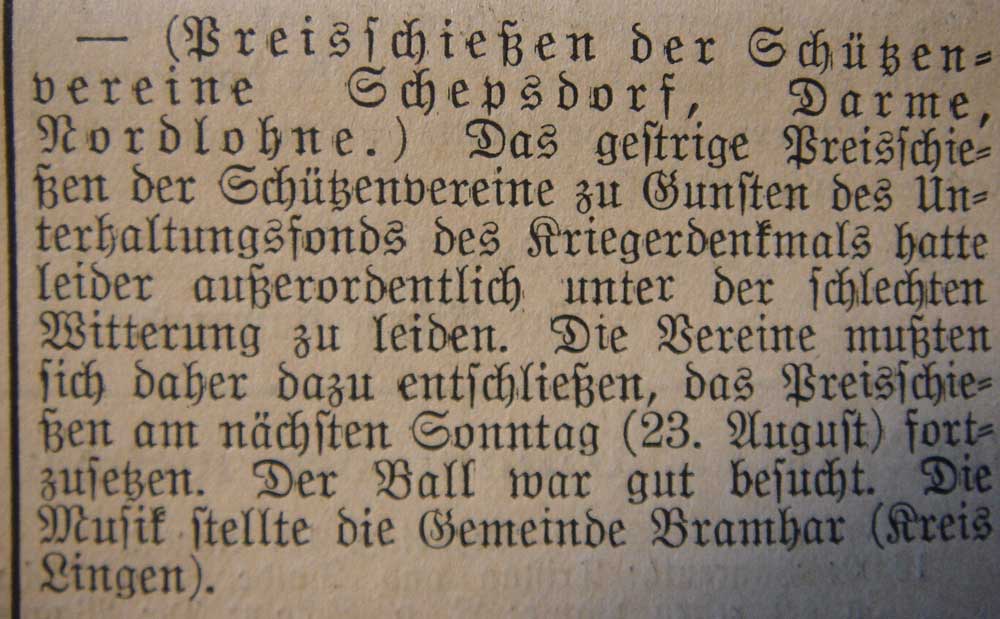 — (Preisschießen der Schützen-
vereine Schepsdorf, Darme,
Nordlohne.) Das gestrige Preisschie-
ßen der Schützenvereine zu Gunsten des Un-
terhaltungsfonds des Kriegerdenkmals hatte
leider außerordentlich unter der schlechten
Witterung zu leiden. Die Vereine mußten
sich daher dazu entschließen, das Preisschie-
ßen am nächsten Sonntag (23. August) fort-
zusetzen. Der Ball war gut besucht. Die
Musik stellte die Gemeinde Bramhar (Kreis
Lingen).